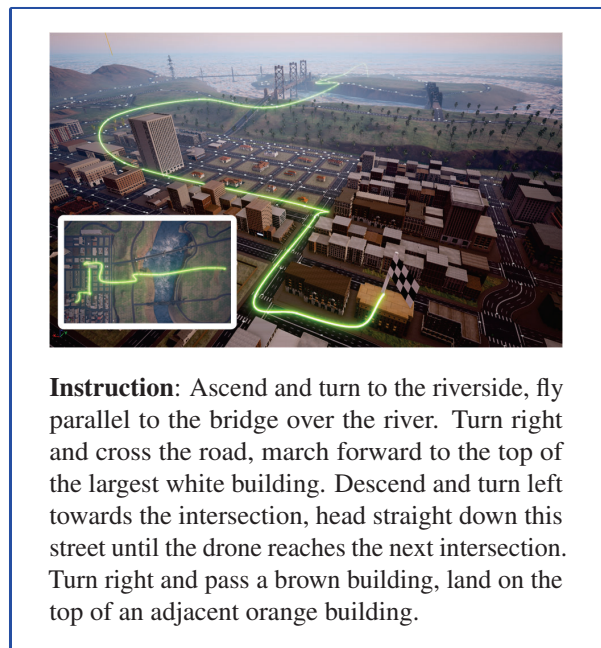 Instruction: Ascend and turn to the riverside, fly
parallel to the bridge over the river. Turn right
and cross the road, march forward to the top of
the largest white building. Descend and turn left
towards the intersection, head straight down this
street until the drone reaches the next intersection.
Turn right and pass a brown building, land on the
top of an adjacent orange building.